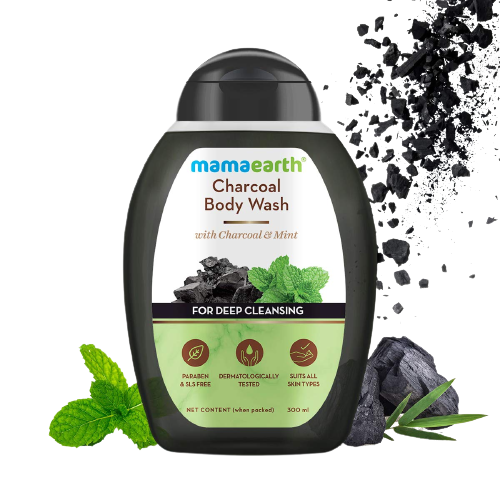 mamaearth®
Charcoal
Body Wash
with Charcoal & Mint
FOR DEEP CLEANSING
PARABEN
& SLS FREE
DERMATOLOGICALLY
TESTED
SUITS ALL
SKIN TYPES
NET CONTENT (when packed) 300 ml